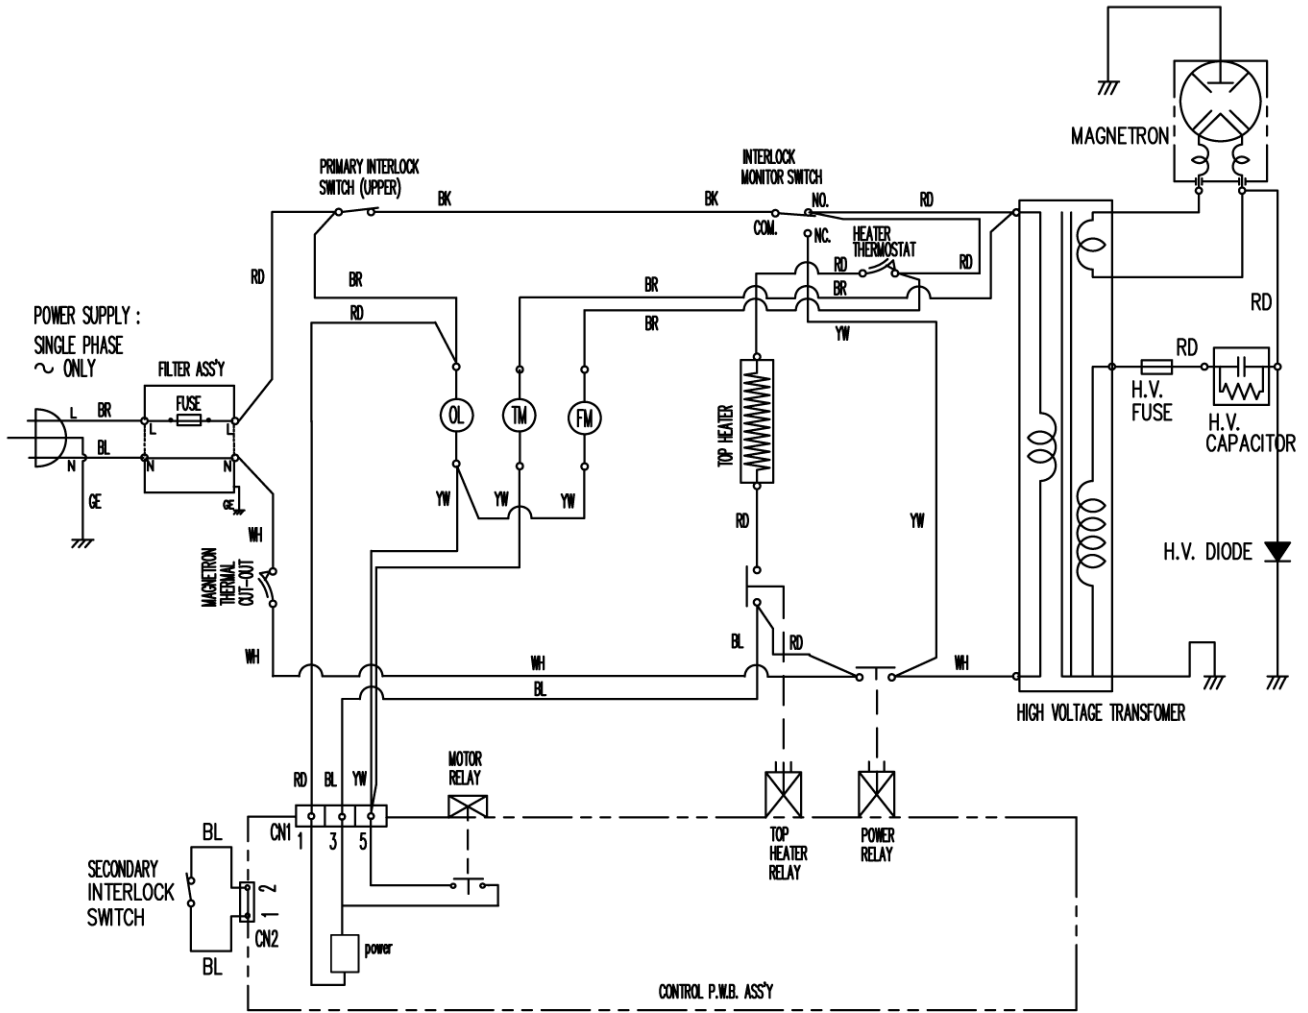 MAGNETRON
PRIMARY INTERLOCK
SWITCH (UPPER)
BK
BK
INTERLOCK
MONITOR SWITCH
NO.
RD
COM.
NC.
HEATER
THERMOSTAT
RD
RD
RD
BR
BR
BR
RD
BR
YW
RD
POWER SUPPLY :
SINGLE PHASE
~ ONLY
FILTER ASS'Y
FUSE
L
BR
L
L
BL
N
N
N
GE
GE
OL
TM
FM
TOP HEATER
RD
H.V.
FUSE
H.V.
CAPACITOR
YW
YW
YW
RD
YW
WH
MAGNETRON
THERMAL
CUT-OUT
H.V. DIODE
WH
WH
BL
BL
RD
WH
HIGH VOLTAGE TRANSFOMER
RD
BL
YW
MOTOR
RELAY
CN1
1
3
5
TOP
HEATER
RELAY
POWER
RELAY
BL
SECONDARY
INTERLOCK
SWITCH
2
1
CN2
BL
power
CONTROL P.W.B. ASS'Y